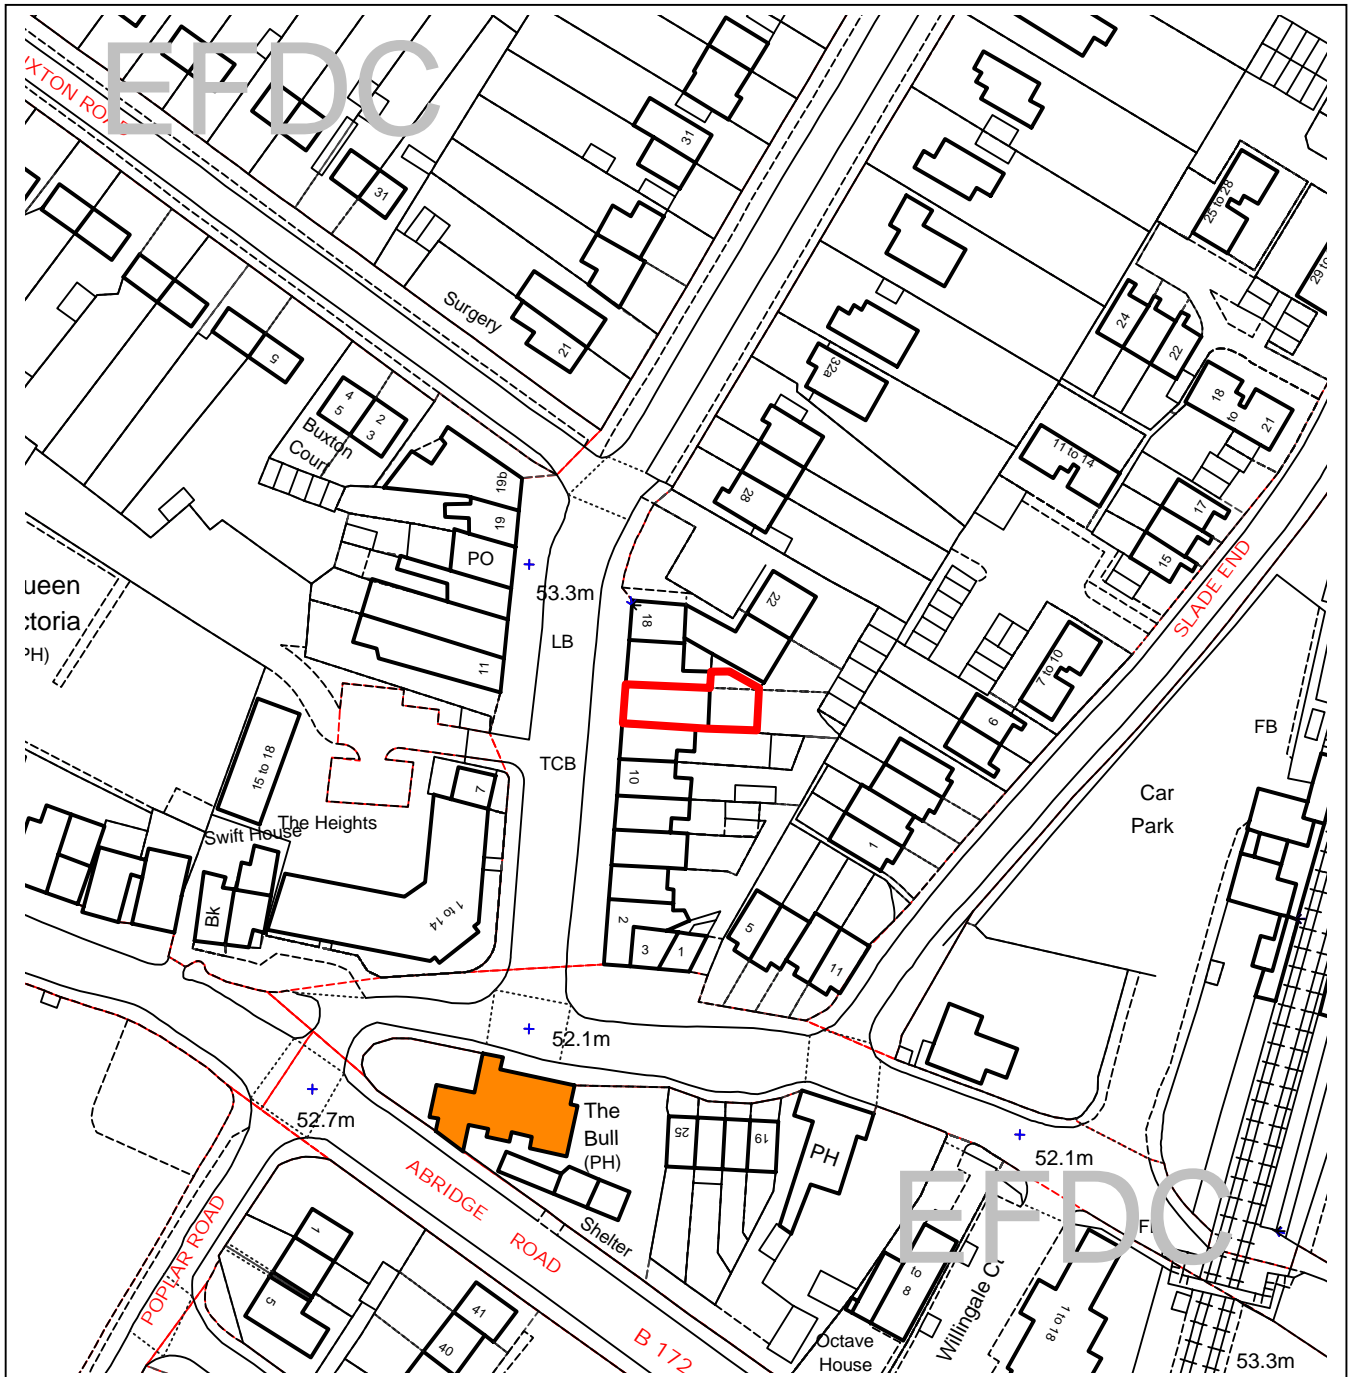 EFDC
UXTON ROAD
31
31
25 to 28
29 to
Surgery
21
24
22
32a
5
4
5
2
3
Buxton
Court
18
to
21
11 to 14
19b
19
28
17
15
PO
SLADE END
ueen
ctoria
PH)
53.3m
22
18
LB
11
7 to 10
6
FB
15 to 18
TCB
10
7
Car
Park
The Heights
Swift House
1
1 to 14
Bk
2
3
1
5
11
52.1m
52.7m
The
Bull
(PH)
25
19
PH
52.1m
ABRIDGE
ROAD
EFDC
POPLAR ROAD
1
5
Shelter
to
8
Willingale Ct
1 to 18
41
40
B 172
Octave
House
53.3m